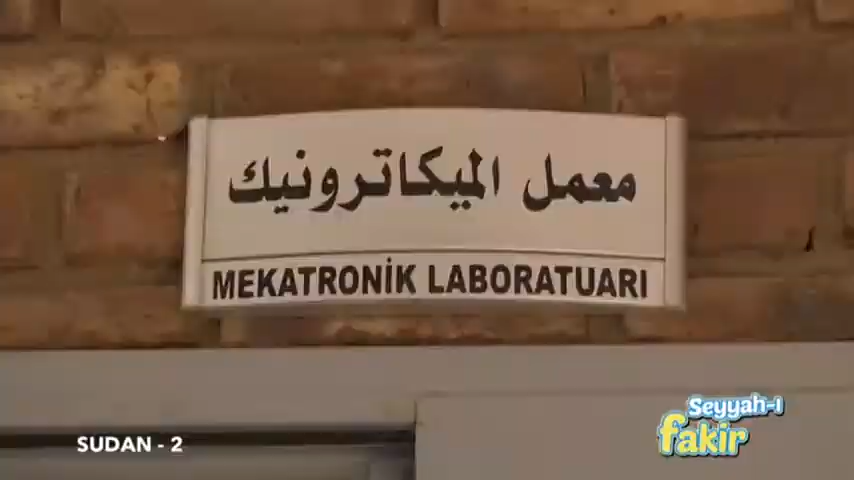 معمل الميكاترونيك
MEKATRONİK LABORATUARI
SUDAN - 2
Seyyah-ı
fakir